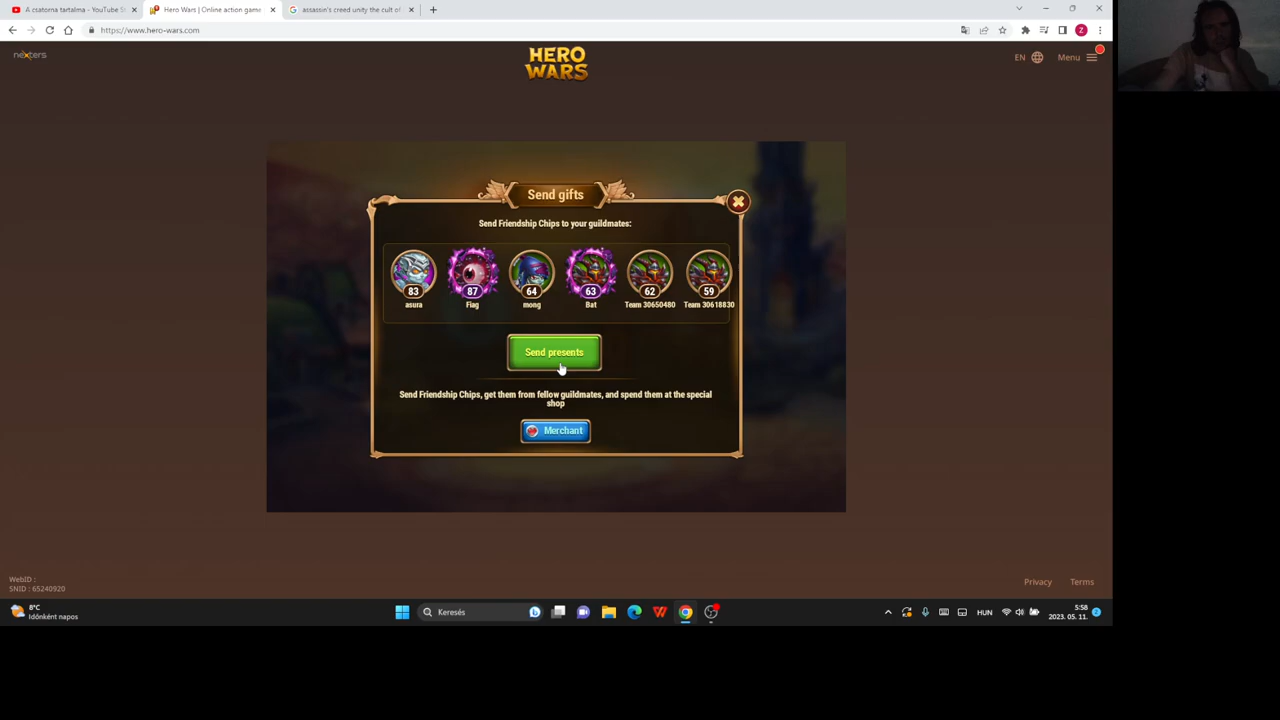 A csatorna tartalma - YouTube St
Hero Wars | Online action game
assassin's creed unity the cult of
https://www.hero-wars.com
nexters
HERO
WARS
EN
Menu
Send gifts
Send Friendship Chips to your guildmates:
83
87
64
63
62
59
asura
Fiag
mong
Bat
Team 30650480
Team 30618830
Send presents
Send Friendship Chips, get them from fellow guildmates, and spend them at the special
shop
Merchant
WebID :
SNID : 65240920
Privacy
Terms
8°C
Időnként napos
Keresés
HUN
5:58
2023. 05. 11.
2